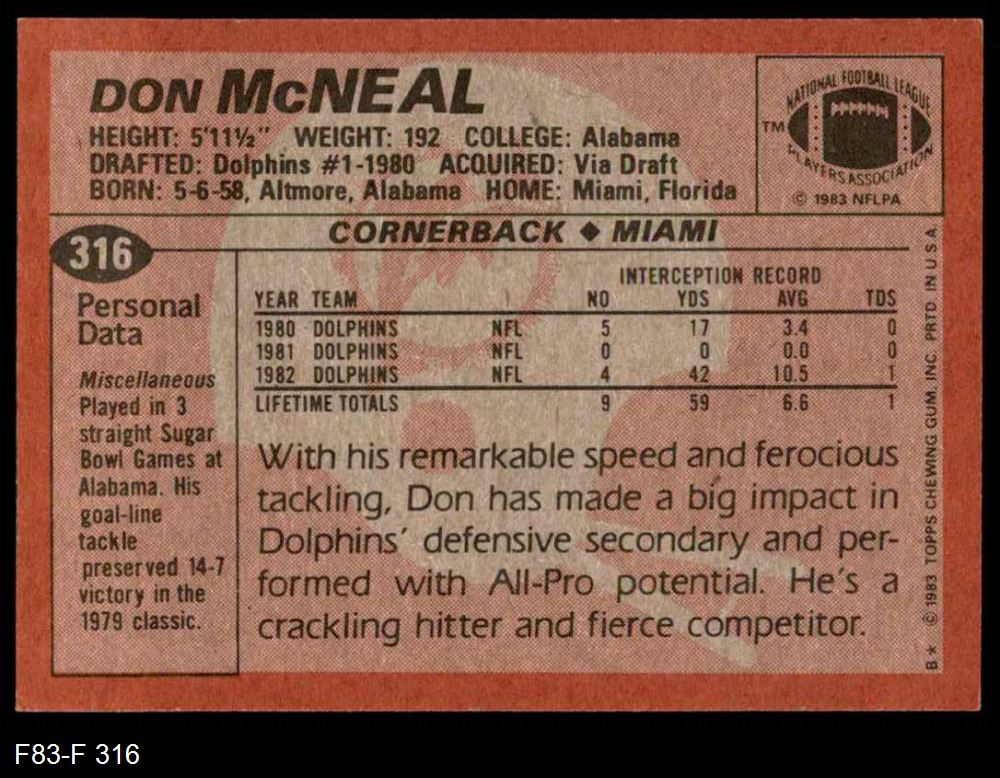 DON McNEAL
HEIGHT: 5'11½" WEIGHT: 192 COLLEGE: Alabama
DRAFTED: Dolphins #1-1980 ACQUIRED: Via Draft
BORN: 5-6-58, Altmore, Alabama HOME: Miami, Florida
NATIONAL FOOTBALL LEAGUE
TM
PLAYERS ASSOCIATION
© 1983 NFLPA
CORNERBACK ◆ MIAMI
316
Personal
Data
Miscellaneous
Played in 3
straight Sugar
Bowl Games at
Alabama. His
goal-line
tackle
preserved 14-7
victory in the
1979 classic.
INTERCEPTION RECORD
YEAR TEAM NO YDS AVG TDS
1980 DOLPHINS NFL 5 17 3.4 0
1981 DOLPHINS NFL 0 0 0.0 0
1982 DOLPHINS NFL 4 42 10.5 1
LIFETIME TOTALS 9 59 6.6 1
With his remarkable speed and ferocious
tackling, Don has made a big impact in
Dolphins' defensive secondary and per-
formed with All-Pro potential. He's a
crackling hitter and fierce competitor.
B* © 1983 TOPPS CHEWING GUM, INC. PRTD IN U S A
F83-F 316